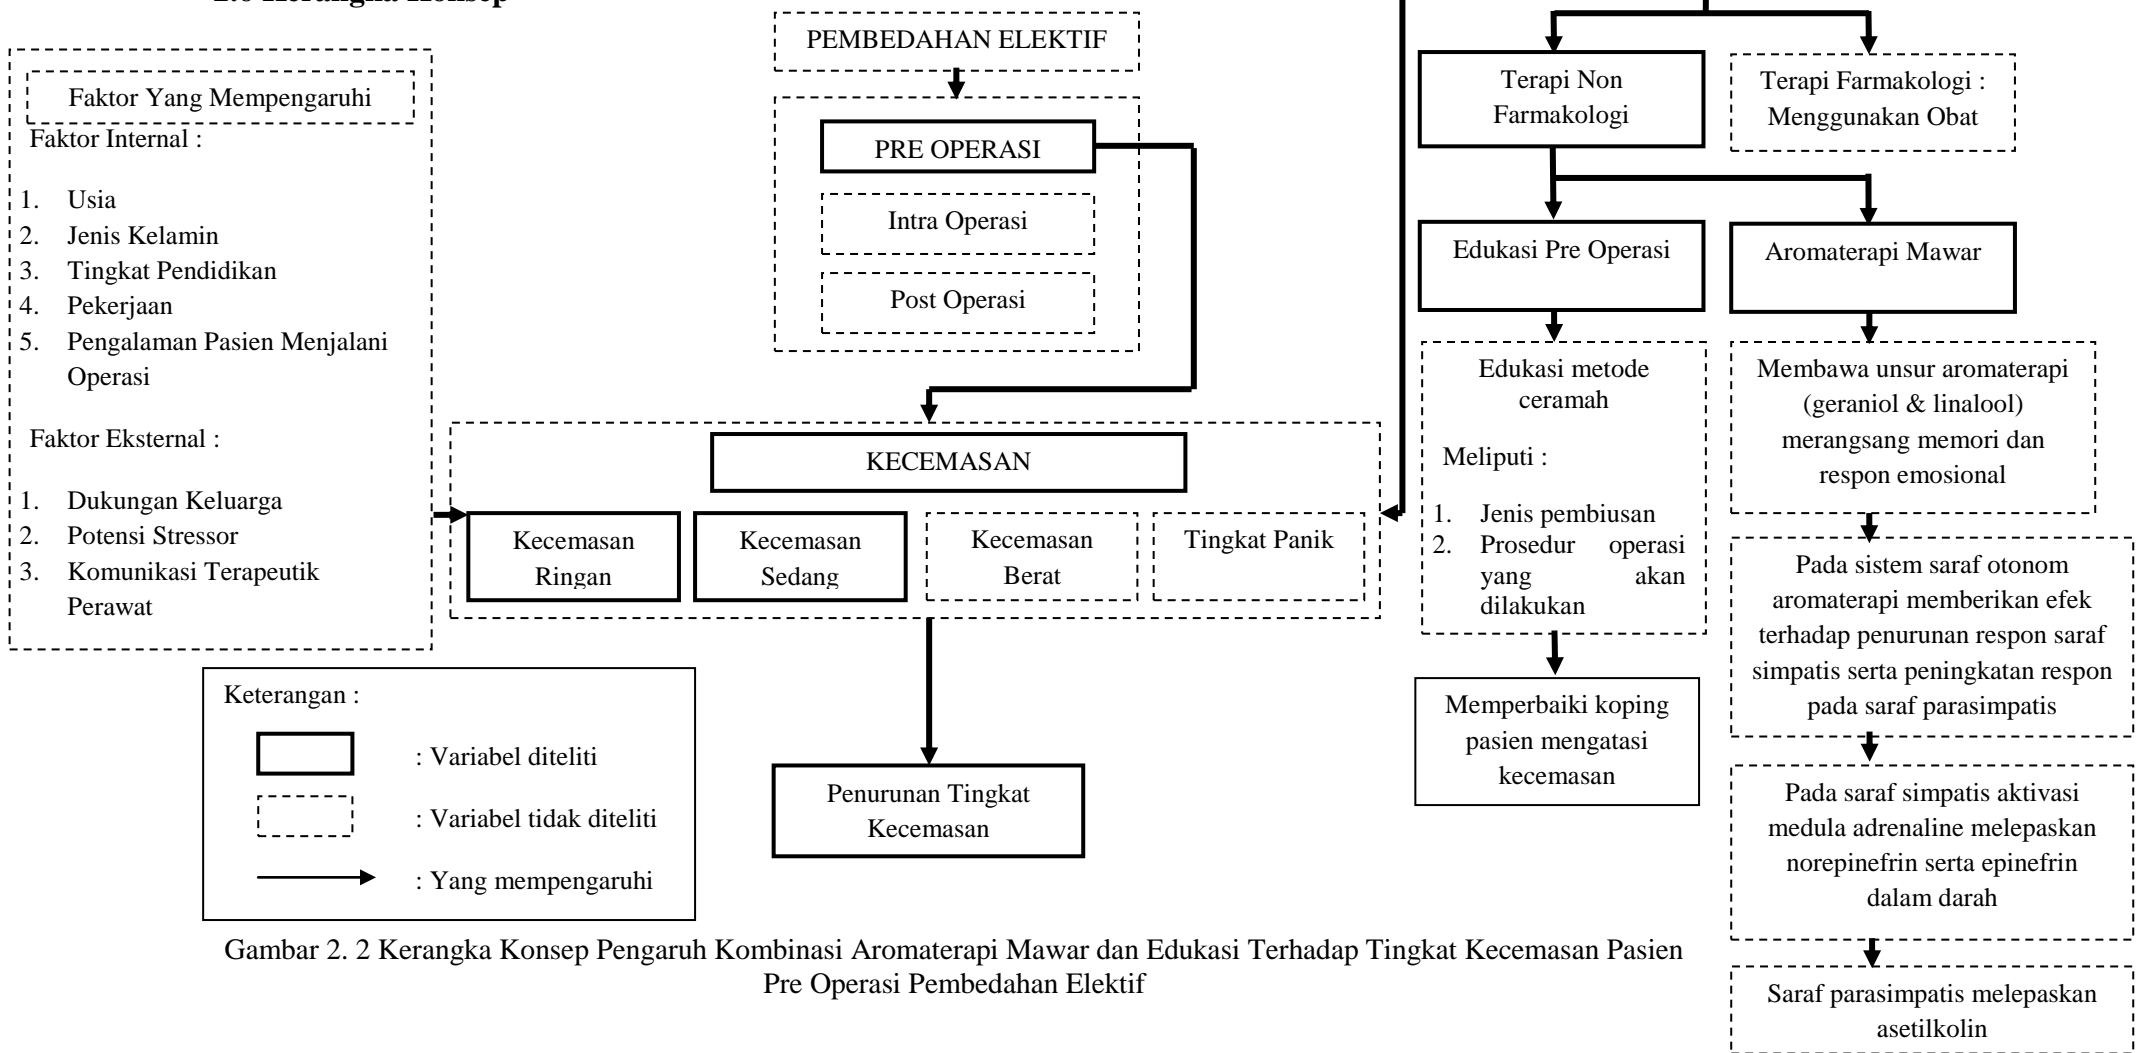 2.6 Kerangka Konsep
Faktor Yang Mempengaruhi
Faktor Internal :
1. Usia
2. Jenis Kelamin
3. Tingkat Pendidikan
4. Pekerjaan
5. Pengalaman Pasien Menjalani
Operasi
Faktor Eksternal :
1. Dukungan Keluarga
2. Potensi Stressor
3. Komunikasi Terapeutik
Perawat
PEMBEDAHAN ELEKTIF
PRE OPERASI
Intra Operasi
Post Operasi
KECEMASAN
Kecemasan
Ringan
Kecemasan
Sedang
Kecemasan
Berat
Tingkat Panik
Penurunan Tingkat
Kecemasan
Terapi Non
Farmakologi
Terapi Farmakologi :
Menggunakan Obat
Edukasi Pre Operasi
Aromaterapi Mawar
Edukasi metode
ceramah
Meliputi :
1. Jenis pembiusan
2. Prosedur operasi
yang akan
dilakukan
Memperbaiki koping
pasien mengatasi
kecemasan
Membawa unsur aromaterapi
(geraniol & linalool)
merangsang memori dan
respon emosional
Pada sistem saraf otonom
aromaterapi memberikan efek
terhadap penurunan respon saraf
simpatis serta peningkatan respon
pada saraf parasimpatis
Pada saraf simpatis aktivasi
medula adrenaline melepaskan
norepinefrin serta epinefrin
dalam darah
Saraf parasimpatis melepaskan
asetilkolin
Keterangan :
: Variabel diteliti
: Variabel tidak diteliti
: Yang mempengaruhi
Gambar 2. 2 Kerangka Konsep Pengaruh Kombinasi Aromaterapi Mawar dan Edukasi Terhadap Tingkat Kecemasan Pasien
Pre Operasi Pembedahan Elektif